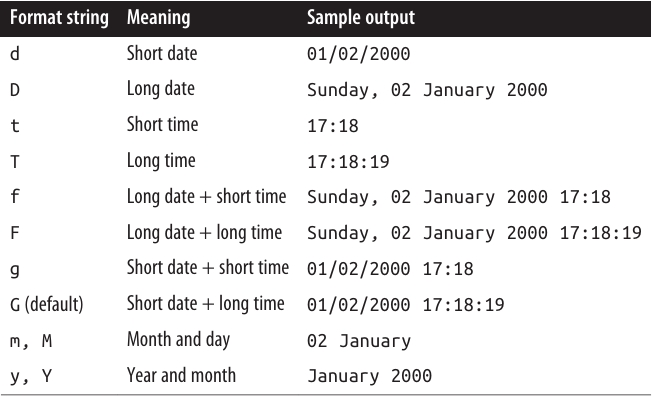 Format string Meaning Sample output
d Short date 01/02/2000
D Long date Sunday, 02 January 2000
t Short time 17:18
T Long time 17:18:19
f Long date + short time Sunday, 02 January 2000 17:18
F Long date + long time Sunday, 02 January 2000 17:18:19
g Short date + short time 01/02/2000 17:18
G (default) Short date + long time 01/02/2000 17:18:19
m, M Month and day 02 January
y, Y Year and month January 2000